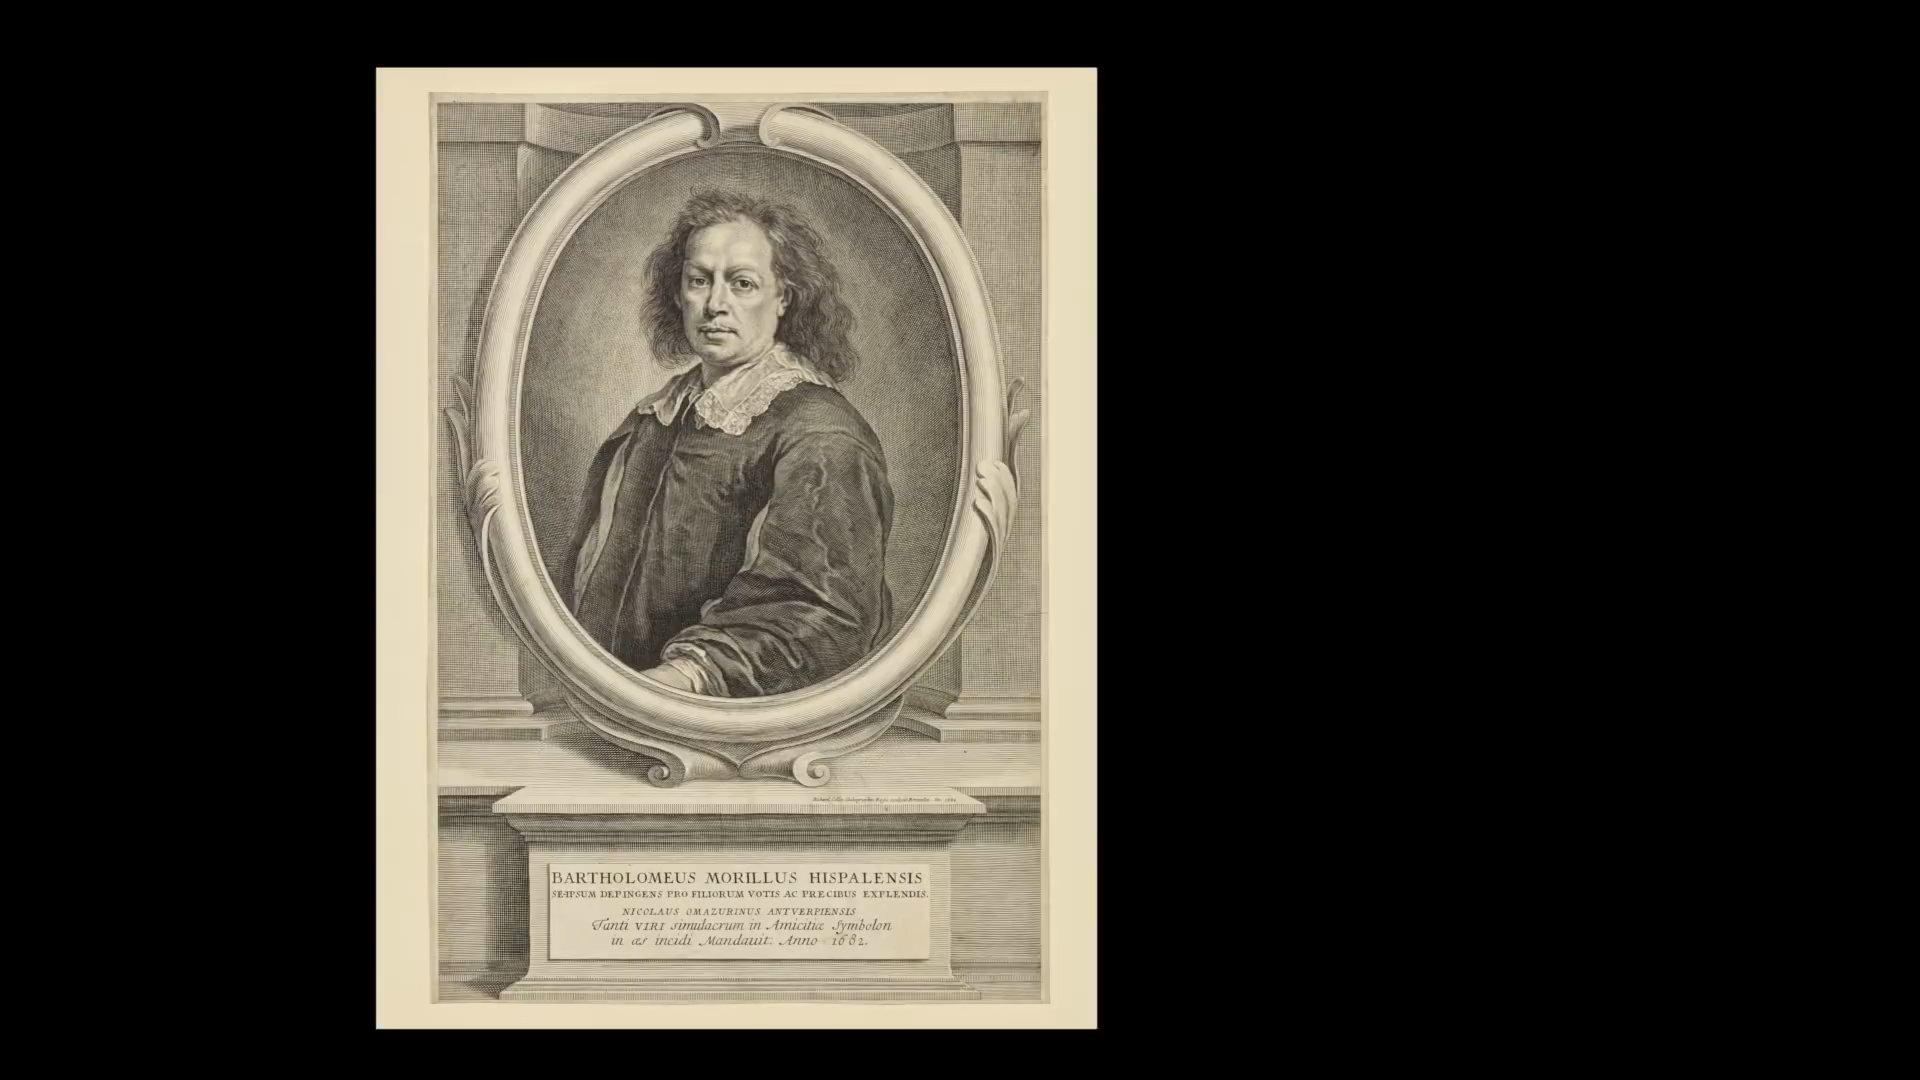 BARTHOLOMEUS MORILLUS HISPALENSIS
SE-IPSUM DEPINGENS PRO FILIORUM VOTIS AC PRECIBUS EXPLENDIS.
NICOLAUS OMAZURINUS ANTVERPIENSIS
Tanti VIRI simulacrum in Amicitiæ Symbolon
in æs incidi Mandauit. Anno 1682.